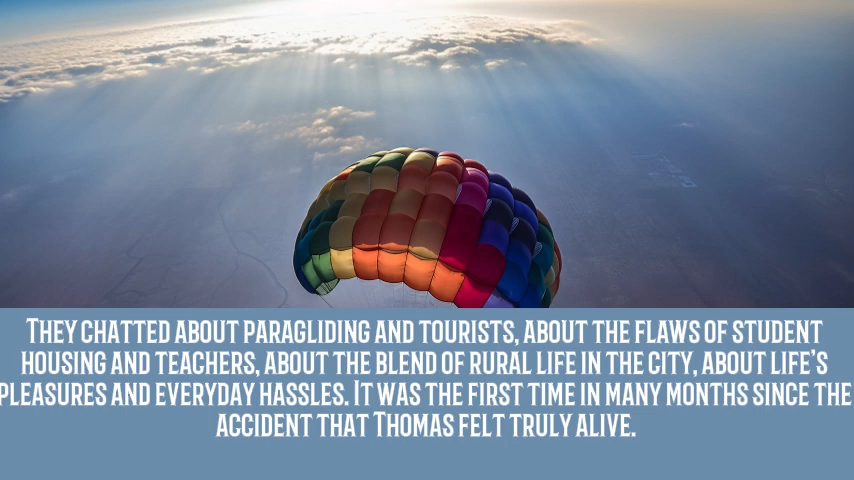 They chatted about paragliding and tourists, about the flaws of student
housing and teachers, about the blend of rural life in the city, about life's
pleasures and everyday hassles. It was the first time in many months since the
accident that Thomas felt truly alive.